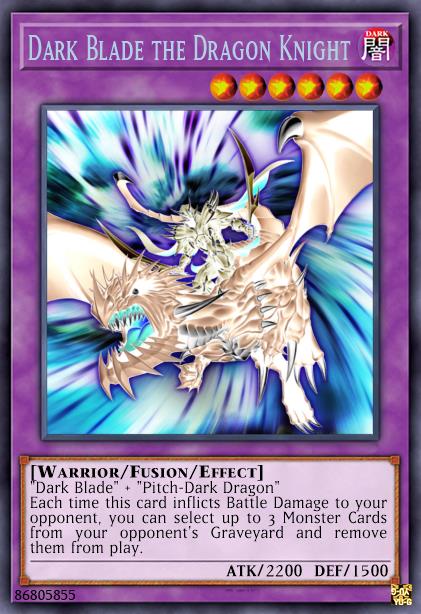 Dark Blade the Dragon Knight
DARK
闇
[Warrior/Fusion/Effect]
"Dark Blade" + "Pitch-Dark Dragon"
Each time this card inflicts Battle Damage to your
opponent, you can select up to 3 Monster Cards
from your opponent's Graveyard and remove
them from play.
ATK/2200 DEF/1500
86805855